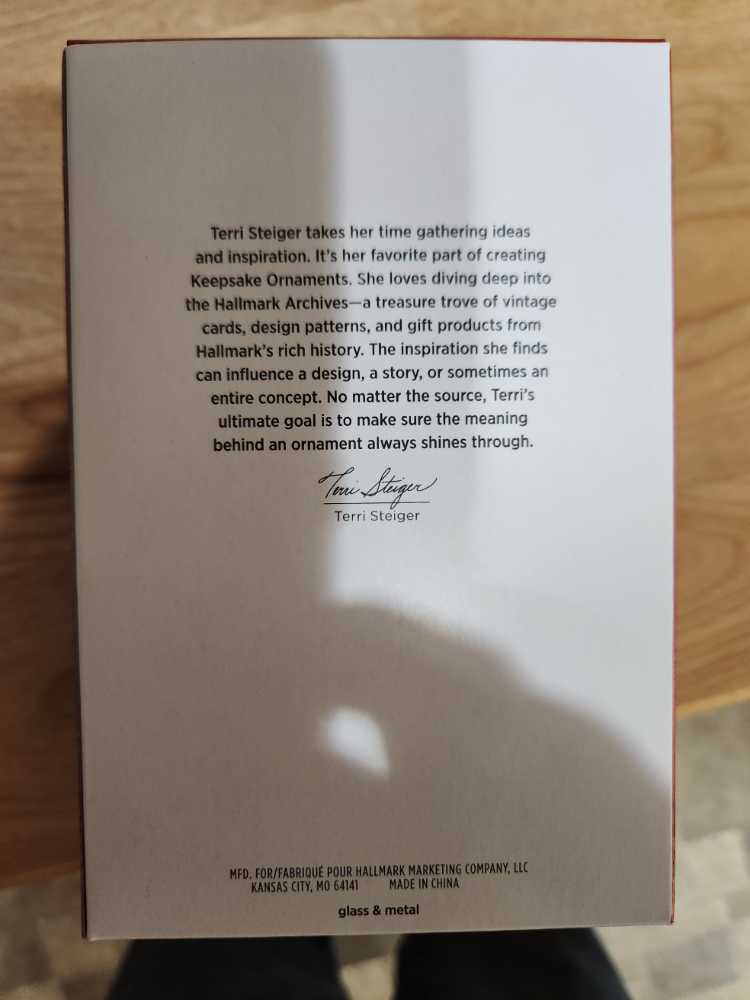 Terri Steiger takes her time gathering ideas
and inspiration. It's her favorite part of creating
Keepsake Ornaments. She loves diving deep into
the Hallmark Archives—a treasure trove of vintage
cards, design patterns, and gift products from
Hallmark's rich history. The inspiration she finds
can influence a design, a story, or sometimes an
entire concept. No matter the source, Terri's
ultimate goal is to make sure the meaning
behind an ornament always shines through.
Terri Steiger
Terri Steiger
MFD. FOR/FABRIQUÉ POUR HALLMARK MARKETING COMPANY, LLC
KANSAS CITY, MO 64141 MADE IN CHINA
glass & metal